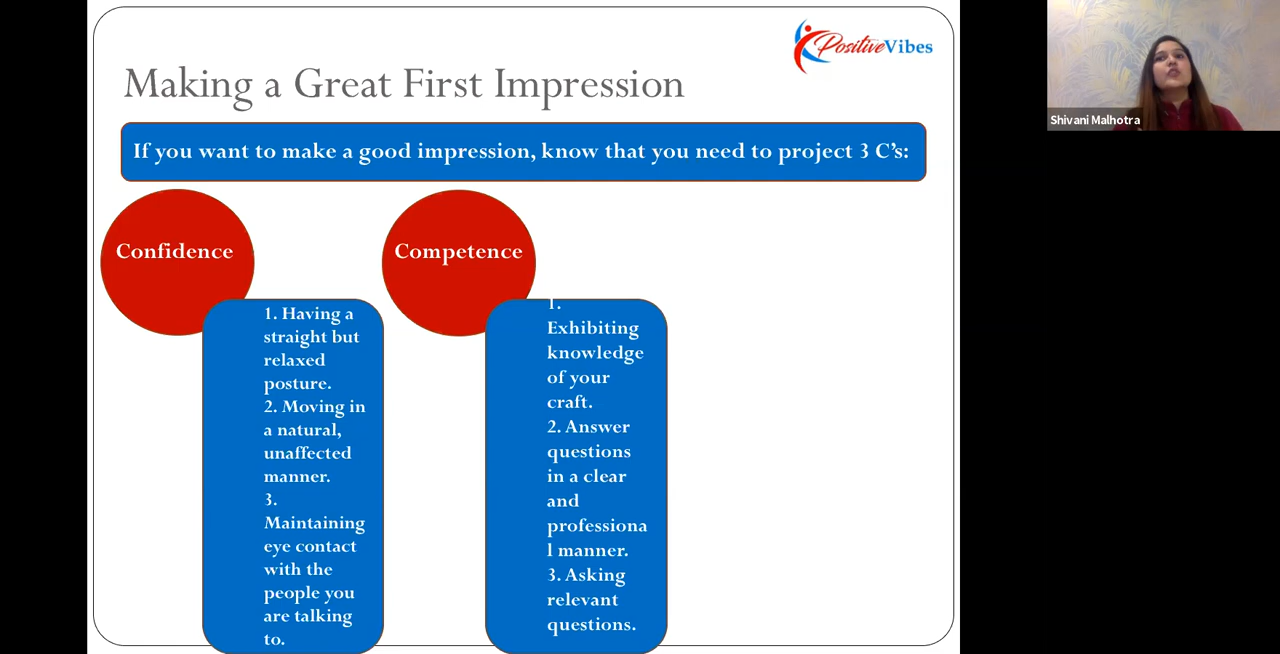 PositiveVibes
Shivani Malhotra
Making a Great First Impression
If you want to make a good impression, know that you need to project 3 C's:
Confidence
1. Having a
straight but
relaxed
posture.
2. Moving in
a natural,
unaffected
manner.
3.
Maintaining
eye contact
with the
people you
are talking
to.
Competence
1.
Exhibiting
knowledge
of your
craft.
2. Answer
questions
in a clear
and
professiona
l manner.
3. Asking
relevant
questions.